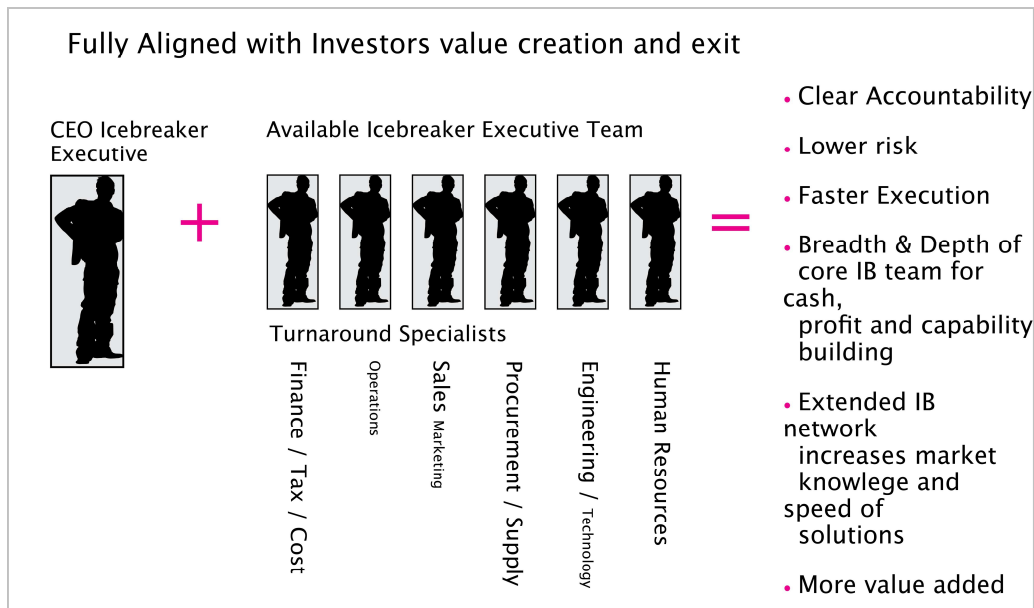 Fully Aligned with Investors value creation and exit
CEO Icebreaker
Executive
Available Icebreaker Executive Team
+
=
Turnaround Specialists
Finance / Tax / Cost
Operations
Sales Marketing
Procurement / Supply
Engineering / Technology
Human Resources
• Clear Accountability
• Lower risk
• Faster Execution
• Breadth & Depth of
core IB team for
cash,
profit and capability
building
• Extended IB
network
increases market
knowlege and
speed of
solutions
• More value added